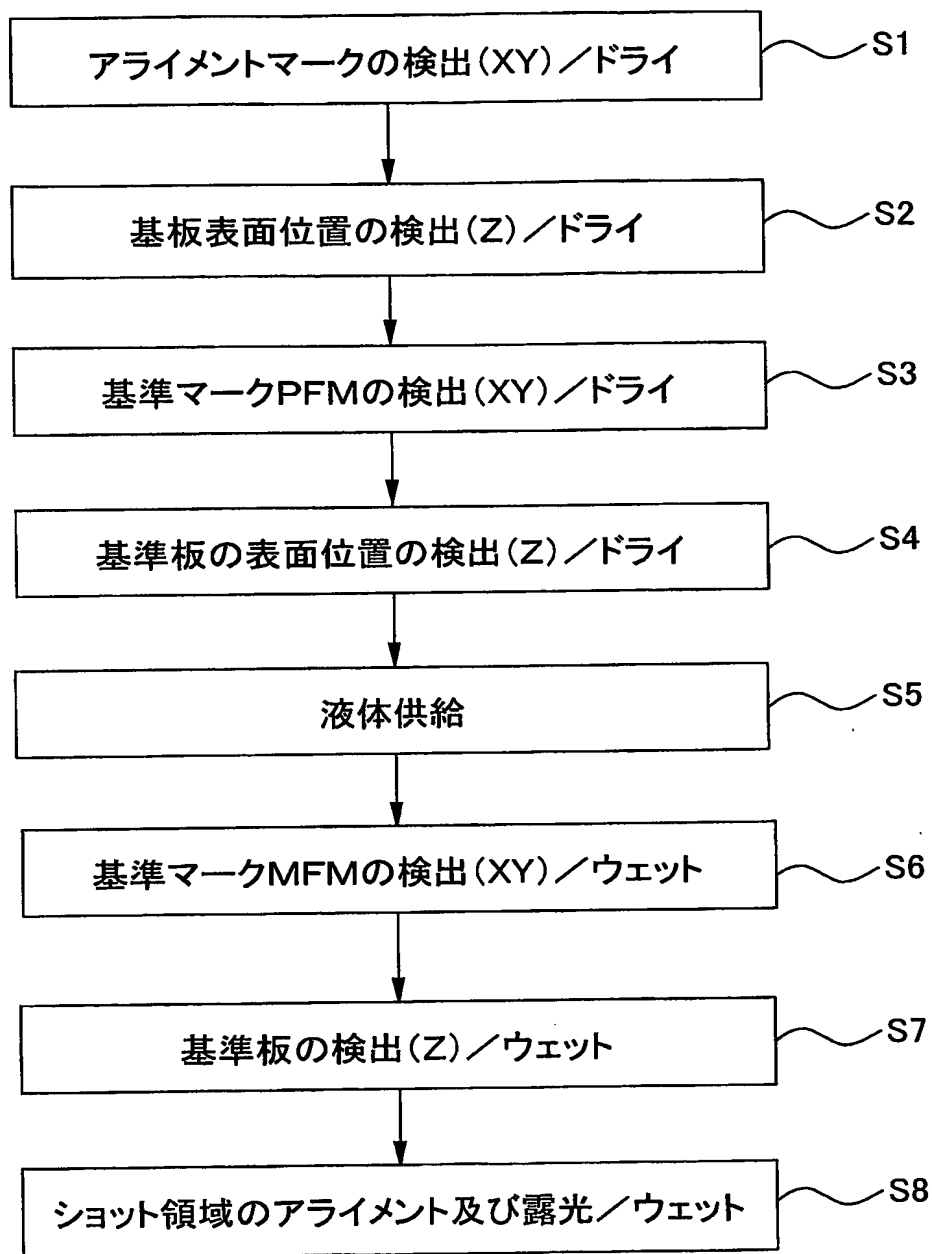 アライメントマークの検出(XY)／ドライ
S1
基板表面位置の検出(Z)／ドライ
S2
基準マークPFMの検出(XY)／ドライ
S3
基準板の表面位置の検出(Z)／ドライ
S4
液体供給
S5
基準マークMFMの検出(XY)／ウェット
S6
基準板の検出(Z)／ウェット
S7
ショット領域のアライメント及び露光／ウェット
S8